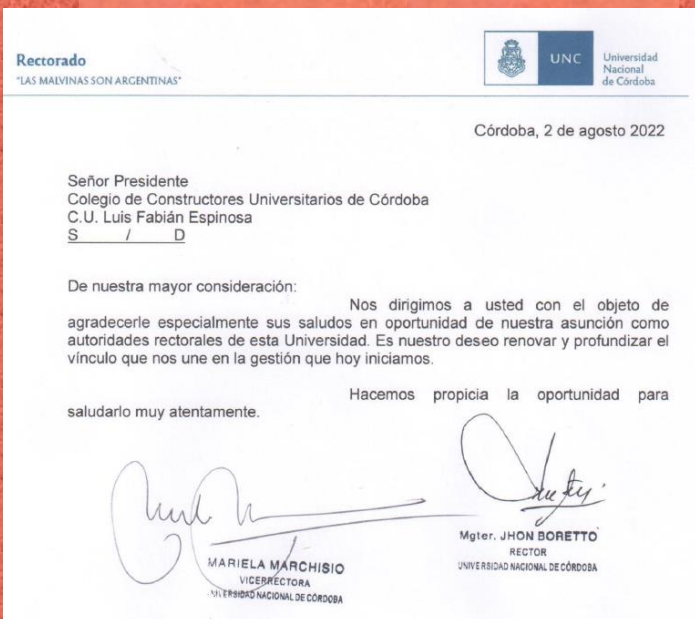 Rectorado
"LAS MALVINAS SON ARGENTINAS"
UNC
Universidad
Nacional
de Córdoba
Córdoba, 2 de agosto 2022
Señor Presidente
Colegio de Constructores Universitarios de Córdoba
C.U. Luis Fabián Espinosa
S / D
De nuestra mayor consideración:
Nos dirigimos a usted con el objeto de
agradecerle especialmente sus saludos en oportunidad de nuestra asunción como
autoridades rectorales de esta Universidad. Es nuestro deseo renovar y profundizar el
vínculo que nos une en la gestión que hoy iniciamos.
Hacemos propicia la oportunidad para
saludarlo muy atentamente.
Mgter. JHON BORETTO
RECTOR
UNIVERSIDAD NACIONAL DE CÓRDOBA
MARIELA MARCHISIO
VICERRECTORA
UNIVERSIDAD NACIONAL DE CÓRDOBA